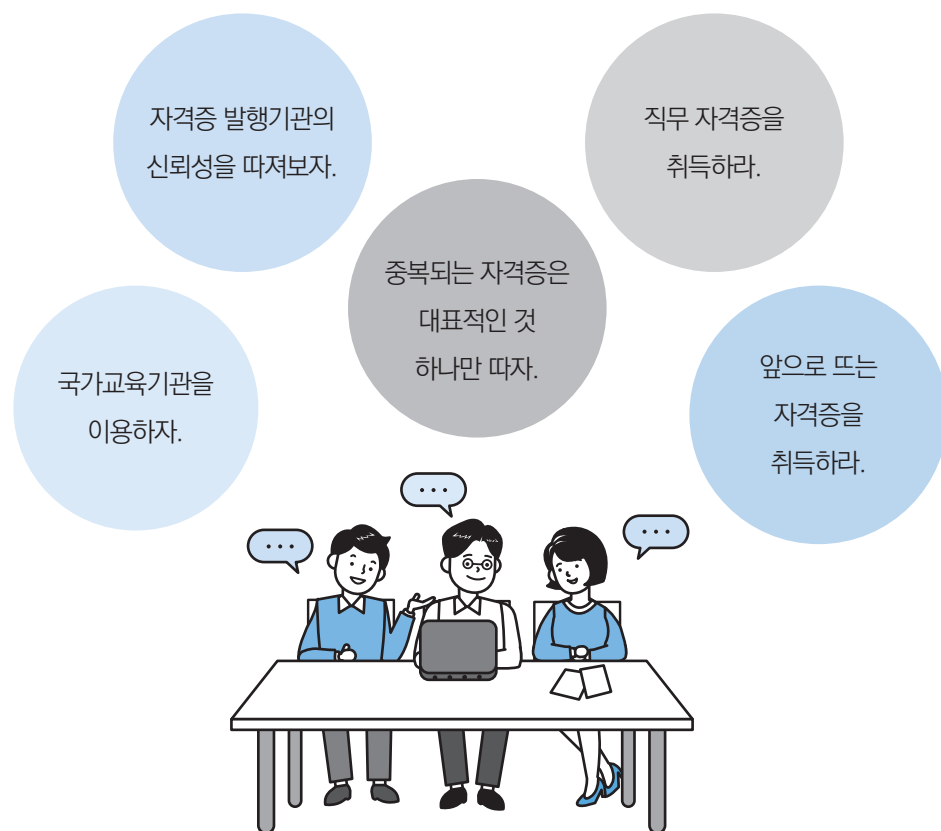 자격증 발행기관의
신뢰성을 따져보자.
직무 자격증을
취득하라.
중복되는 자격증은
대표적인 것
하나만 따자.
국가교육기관을
이용하자.
앞으로 뜨는
자격증을
취득하라.